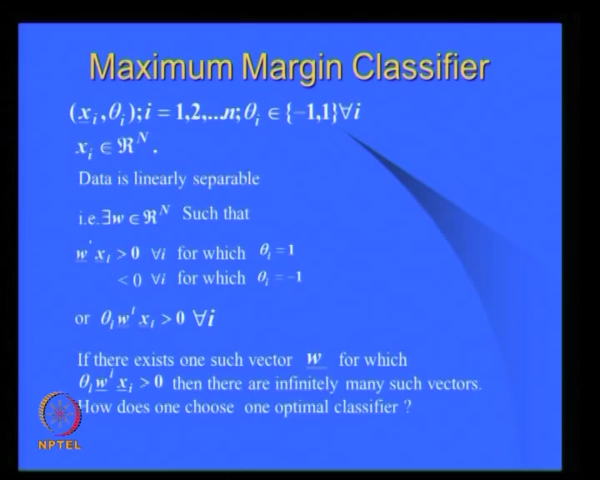 Maximum Margin Classifier
(x_i,θ_i);i = 1,2,...n;θ_i ∈ {-1,1}∀i
x_i ∈ ℜ^N.
Data is linearly separable
i.e.∃w ∈ ℜ^N Such that
w' x_i > 0 ∀i for which θ_i = 1
< 0 ∀i for which θ_i = -1
or θ_i w' x_i > 0 ∀i
If there exists one such vector w for which
θ_i w' x_i > 0 then there are infinitely many such vectors.
How does one choose one optimal classifier ?
NPTEL